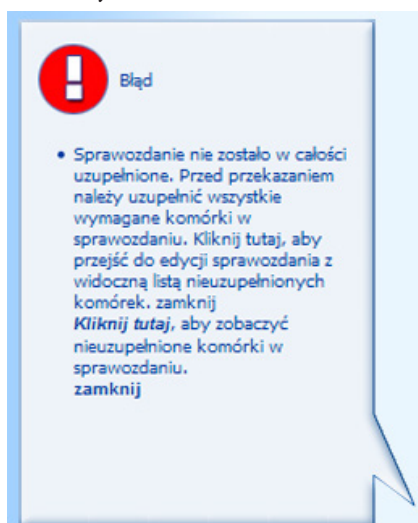 Błąd
• Sprawozdanie nie zostało w całości
uzupełnione. Przed przekazaniem
należy uzupełnić wszystkie
wymagane komórki w
sprawozdaniu. Kliknij tutaj, aby
przejść do edycji sprawozdania z
widoczną listą nieuzupełnionych
komórek. zamknij
Kliknij tutaj, aby zobaczyć
nieuzupełnione komórki w
sprawozdaniu.
zamknij